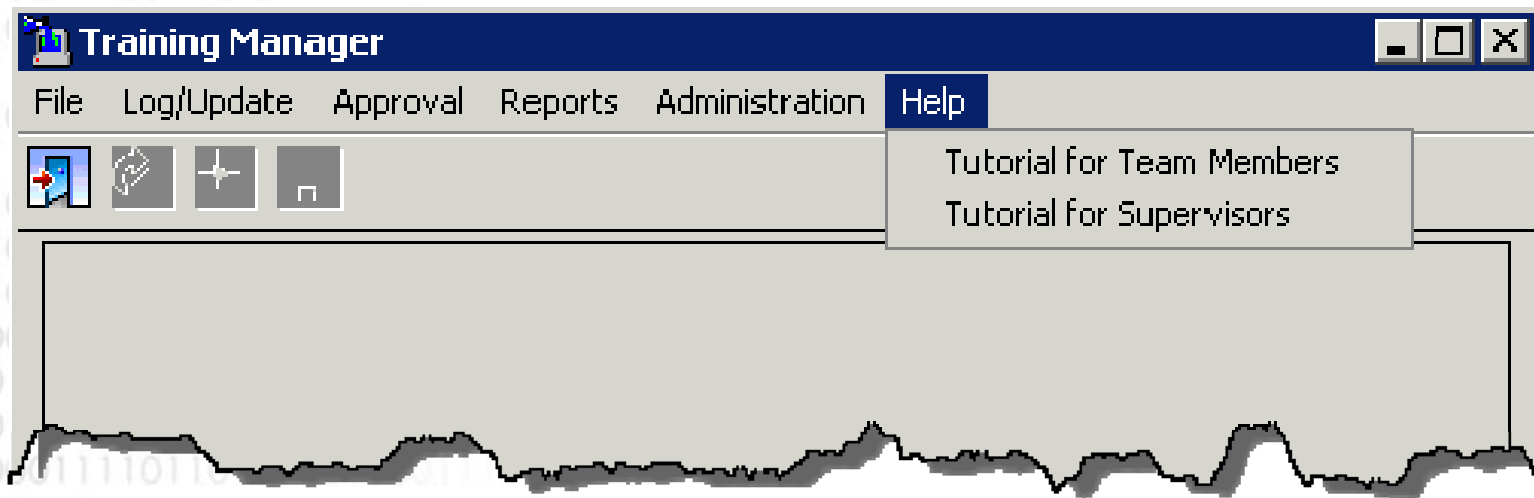 Training Manager
File Log/Update Approval Reports Administration Help
Tutorial for Team Members
Tutorial for Supervisors